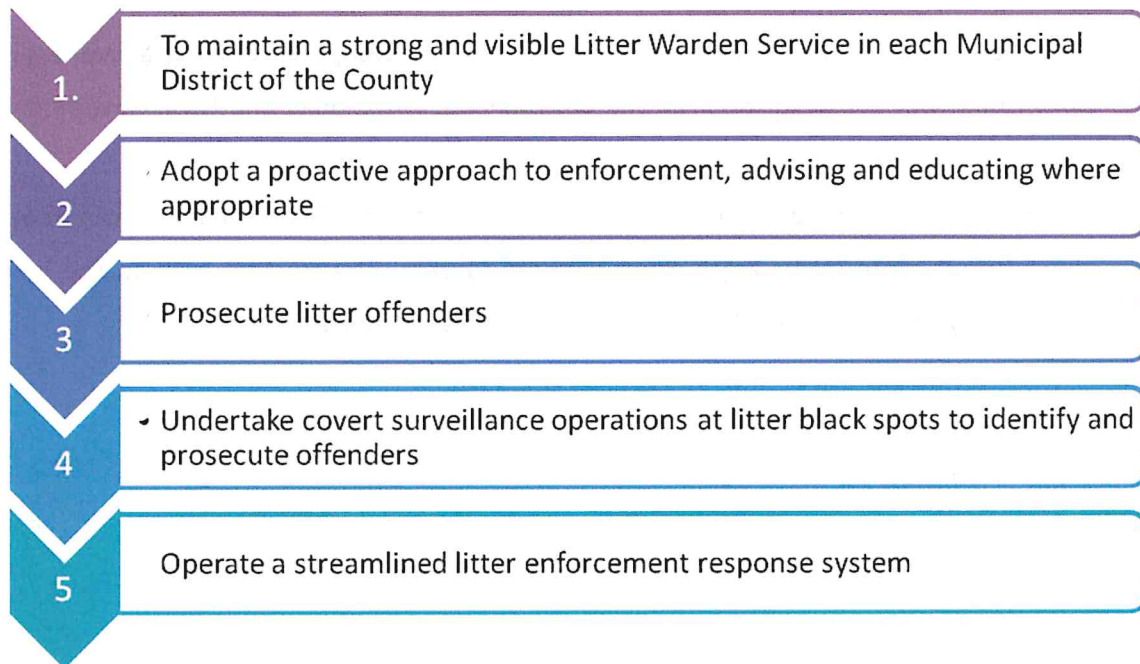 1.
To maintain a strong and visible Litter Warden Service in each Municipal
District of the County
2
Adopt a proactive approach to enforcement, advising and educating where
appropriate
3
Prosecute litter offenders
4
Undertake covert surveillance operations at litter black spots to identify and
prosecute offenders
5
Operate a streamlined litter enforcement response system